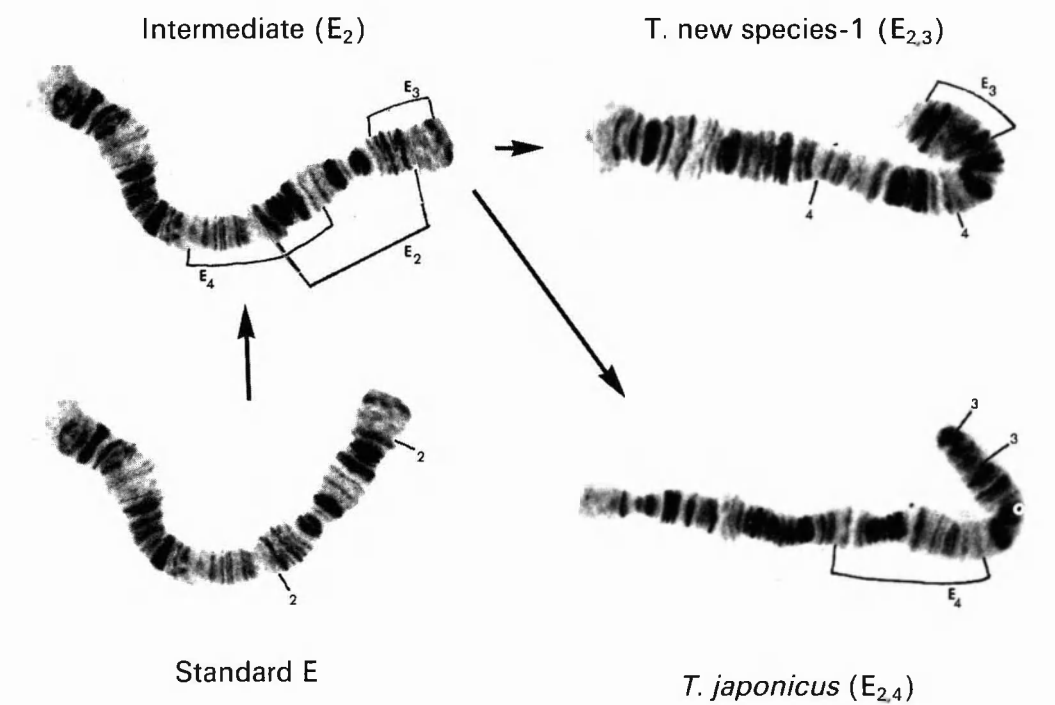 Intermediate (E₂)
T. new species-1 (E₂,₃)
E₃
E₃
E₂
E₄
4
4
2
2
3
3
E₄
Standard E
T. japonicus (E₂,₄)